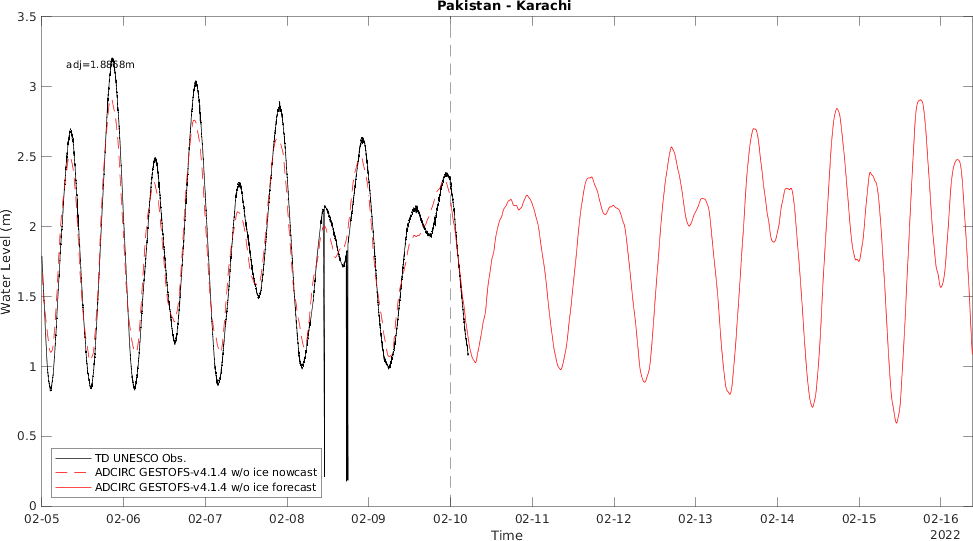 Pakistan - Karachi
3.5
3
2.5
2
1.5
1
0.5
0
Water Level (m)
adj=1.8868m
TD UNESCO Obs.
ADCIRC GESTOFS-v4.1.4 w/o ice nowcast
ADCIRC GESTOFS-v4.1.4 w/o ice forecast
02-05 02-06 02-07 02-08 02-09 02-10 02-11 02-12 02-13 02-14 02-15 02-16
Time
2022